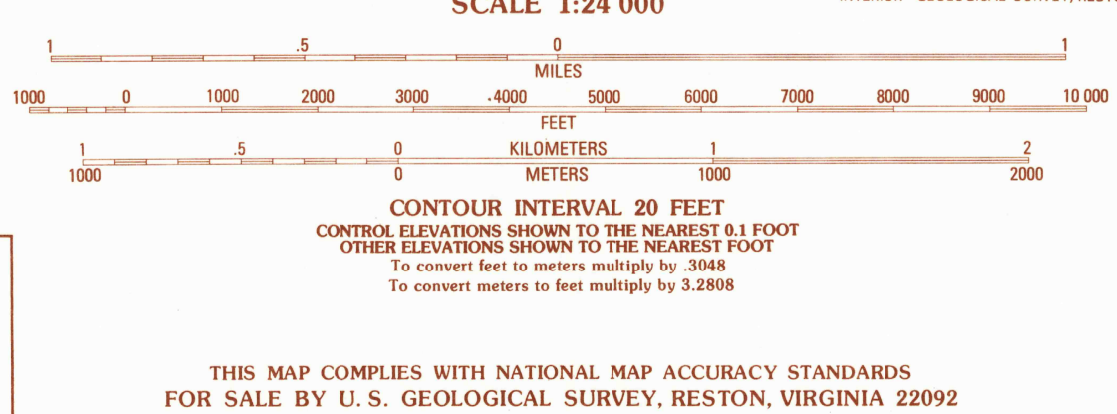 SCALE 1:24 000
INTERIOR - GEOLOGICAL SURVEY, RESTO
1 .5 0 1
MILES
1000 0 1000 2000 3000 4000 5000 6000 7000 8000 9000 10 000
FEET
1 .5 0 KILOMETERS 1 2
1000 0 METERS 1000 2000
CONTOUR INTERVAL 20 FEET
CONTROL ELEVATIONS SHOWN TO THE NEAREST 0.1 FOOT
OTHER ELEVATIONS SHOWN TO THE NEAREST FOOT
To convert feet to meters multiply by .3048
To convert meters to feet multiply by 3.2808
THIS MAP COMPLIES WITH NATIONAL MAP ACCURACY STANDARDS
FOR SALE BY U. S. GEOLOGICAL SURVEY, RESTON, VIRGINIA 22092